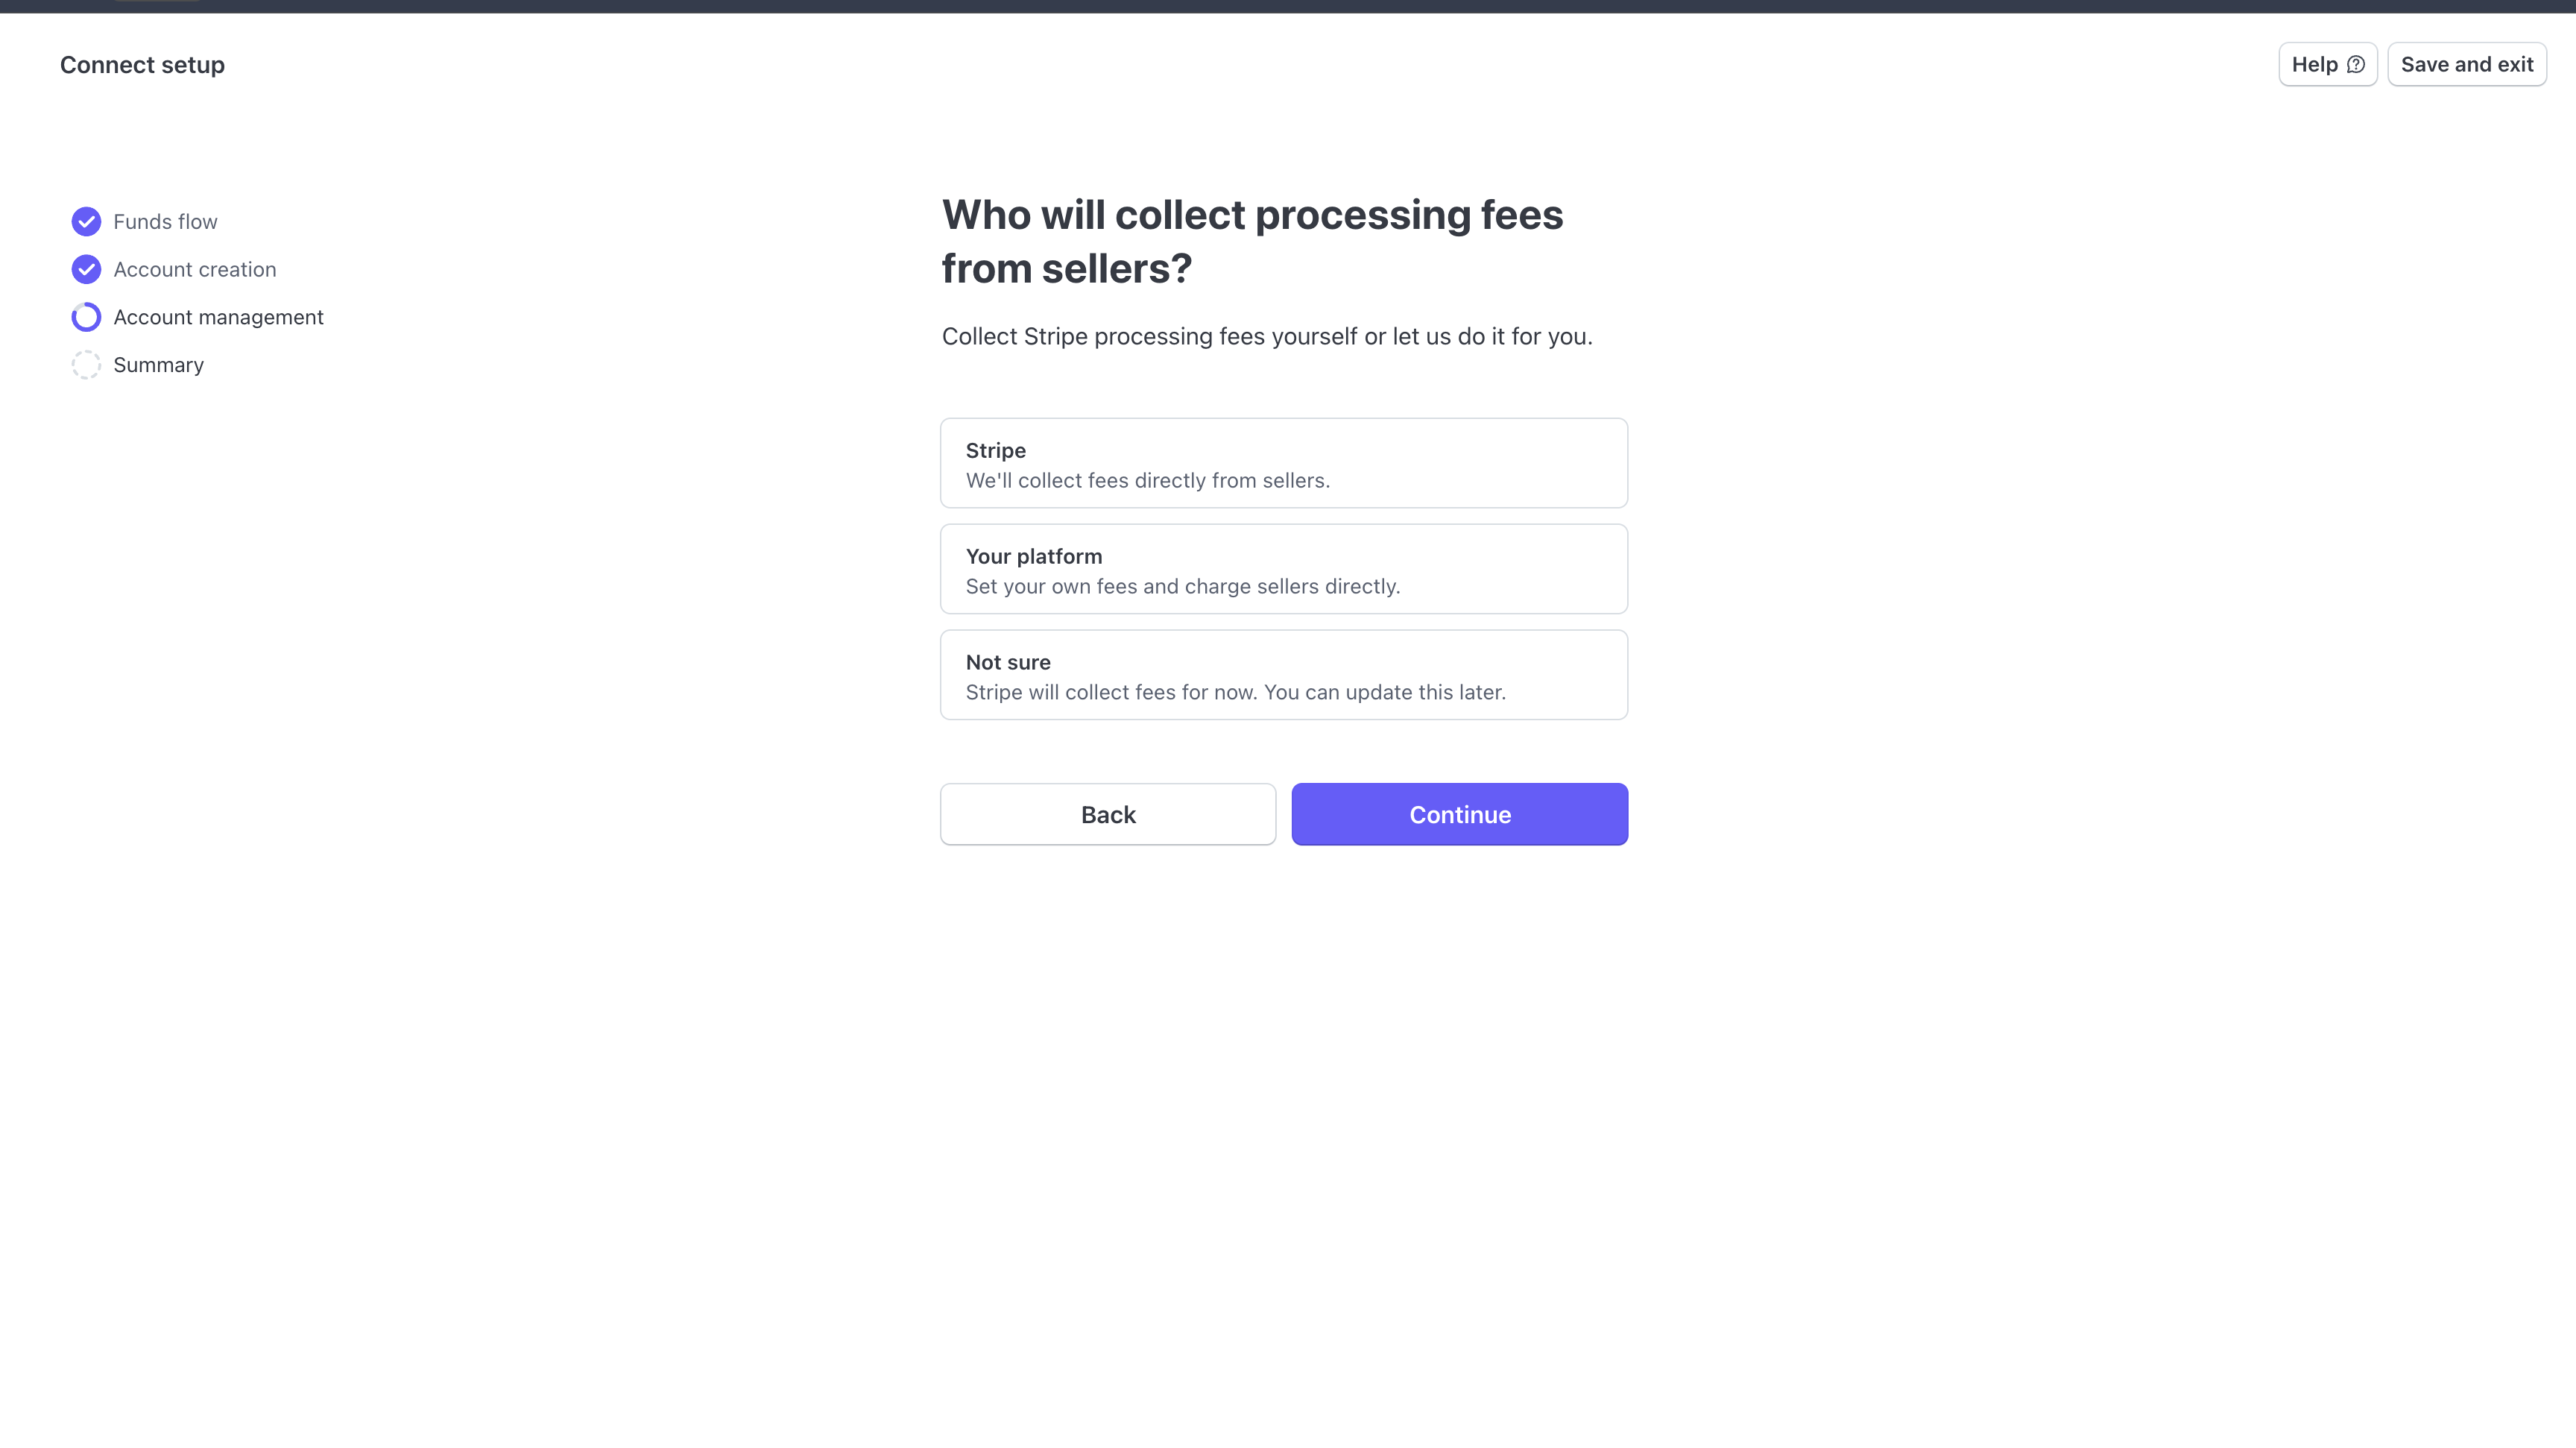 Connect setup
Help
Save and exit
Funds flow
Account creation
Account management
Summary
Who will collect processing fees
from sellers?
Collect Stripe processing fees yourself or let us do it for you.
Stripe
We'll collect fees directly from sellers.
Your platform
Set your own fees and charge sellers directly.
Not sure
Stripe will collect fees for now. You can update this later.
Back
Continue